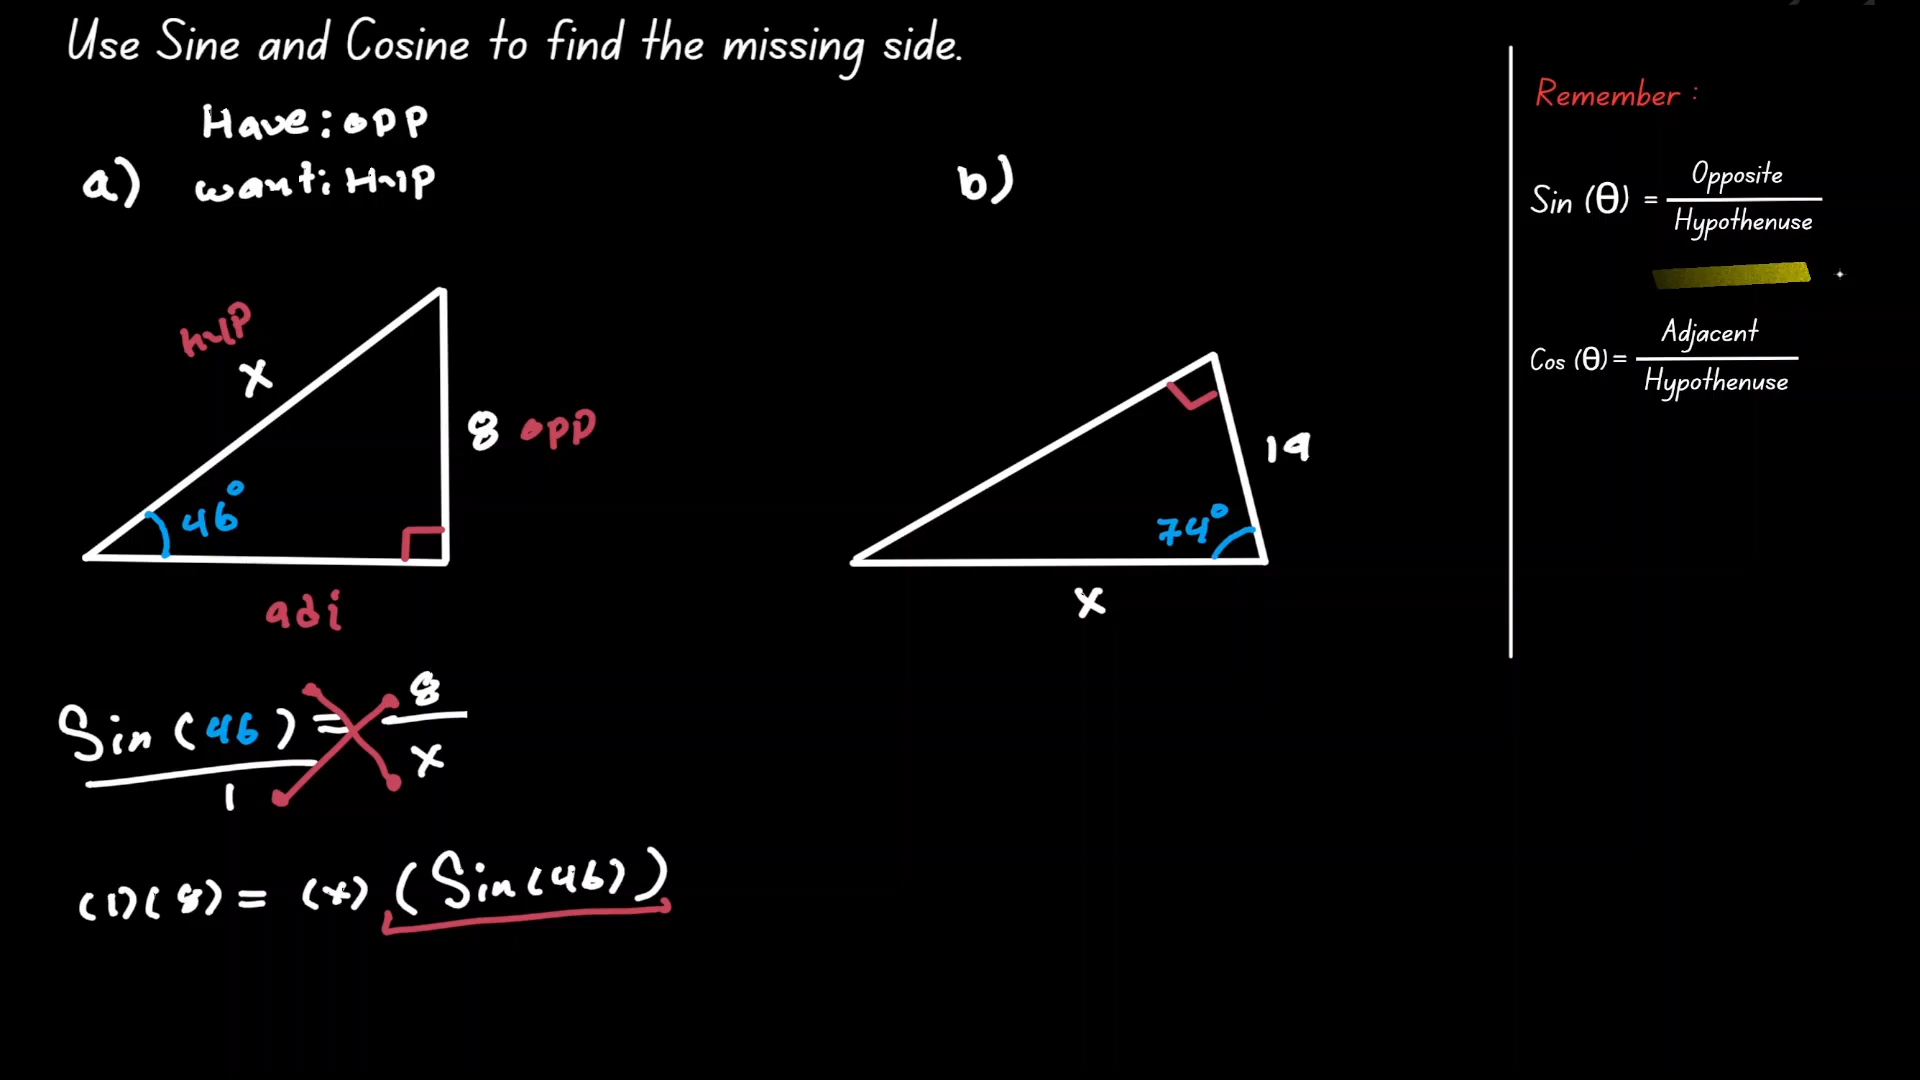 Use Sine and Cosine to find the missing side.
Have: opp
a) want: Hyp
b)
hyp
x
8 opp
46°
adj
14
74°
x
Sin (46) = 8
1 x
(1)(8) = (x) (Sin(46))
Remember :
Sin (θ) = Opposite
Hypothenuse
Cos (θ) = Adjacent
Hypothenuse